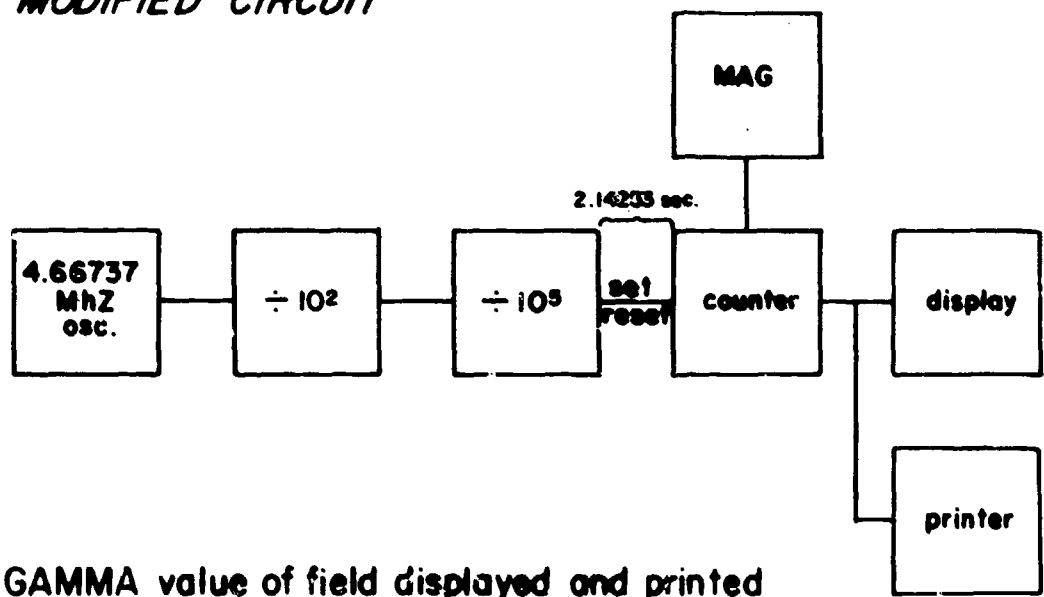 MODIFIED CIRCUIT
MAG
2.14253 sec.
4.66737
MhZ
osc.
÷ 10²
÷ 10⁵
set
reset
counter
display
printer
GAMMA value of field displayed and printed